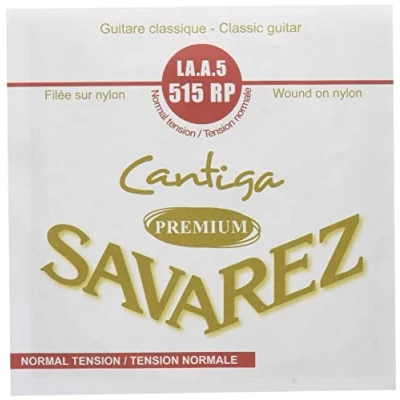 Guitare classique - Classic guitar
LA.A.5
515 RP
Filée sur nylon
Normal tension / Tension normale
Wound on nylon
Cantiga
PREMIUM
SAVAREZ
NORMAL TENSION / TENSION NORMALE